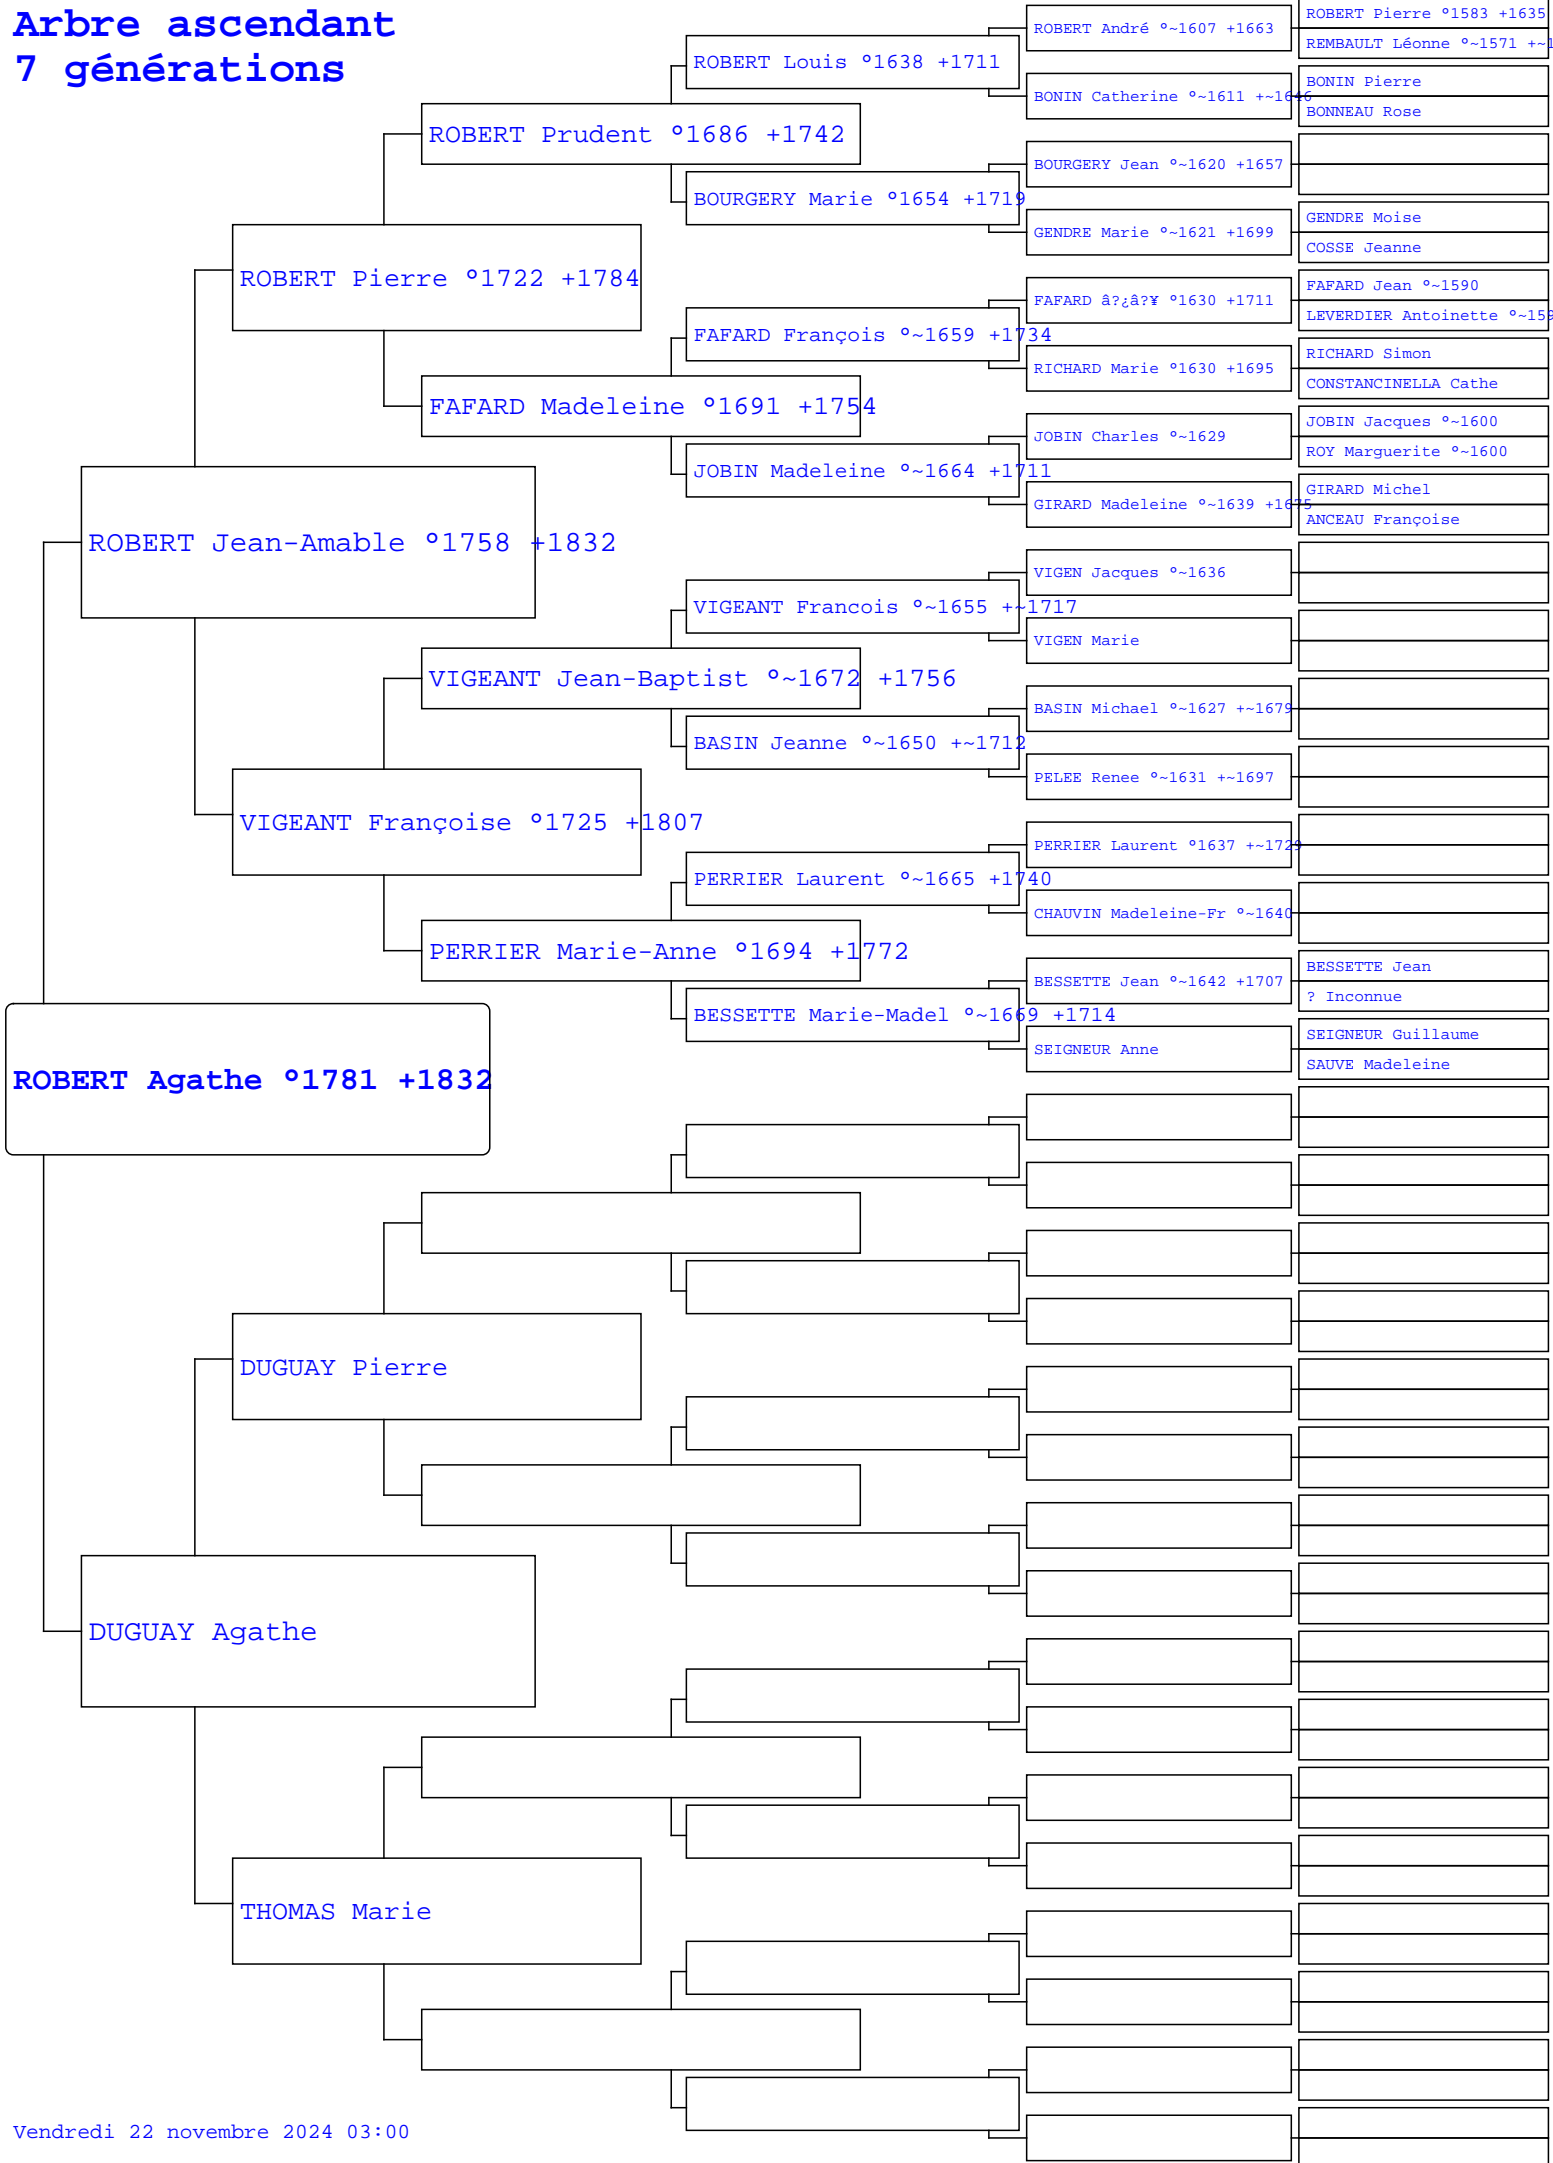 Arbre ascendant
7 générations
ROBERT Pierre °1583 +1635
ROBERT André °~1607 +1663
REMBAULT Léonne °~1571 +~1
ROBERT Louis °1638 +1711
BONIN Pierre
BONIN Catherine °~1611 +~1646
BONNEAU Rose
ROBERT Prudent °1686 +1742
BOURGERY Jean °~1620 +1657
BOURGERY Marie °1654 +1719
GENDRE Moise
GENDRE Marie °~1621 +1699
COSSE Jeanne
ROBERT Pierre °1722 +1784
FAFARD Jean °~1590
FAFARD â?¿â?¥ °1630 +1711
LEVERDIER Antoinette °~159
FAFARD François °~1659 +1734
RICHARD Simon
RICHARD Marie °1630 +1695
CONSTANCINELLA Cathe
FAFARD Madeleine °1691 +1754
JOBIN Jacques °~1600
JOBIN Charles °~1629
ROY Marguerite °~1600
JOBIN Madeleine °~1664 +1711
GIRARD Michel
GIRARD Madeleine °~1639 +1675
ANCEAU Françoise
ROBERT Jean-Amable °1758 +1832
VIGEN Jacques °~1636
VIGEANT Francois °~1655 +~1717
VIGEN Marie
VIGEANT Jean-Baptist °~1672 +1756
BASIN Michael °~1627 +~1679
BASIN Jeanne °~1650 +~1712
PELEE Renee °~1631 +~1697
VIGEANT Françoise °1725 +1807
PERRIER Laurent °1637 +~1729
PERRIER Laurent °~1665 +1740
CHAUVIN Madeleine-Fr °~1640
PERRIER Marie-Anne °1694 +1772
BESSETTE Jean
BESSETTE Jean °~1642 +1707
? Inconnue
BESSETTE Marie-Madel °~1669 +1714
SEIGNEUR Guillaume
SEIGNEUR Anne
SAUVE Madeleine
ROBERT Agathe °1781 +1832
DUGUAY Pierre
DUGUAY Agathe
THOMAS Marie
Vendredi 22 novembre 2024 03:00